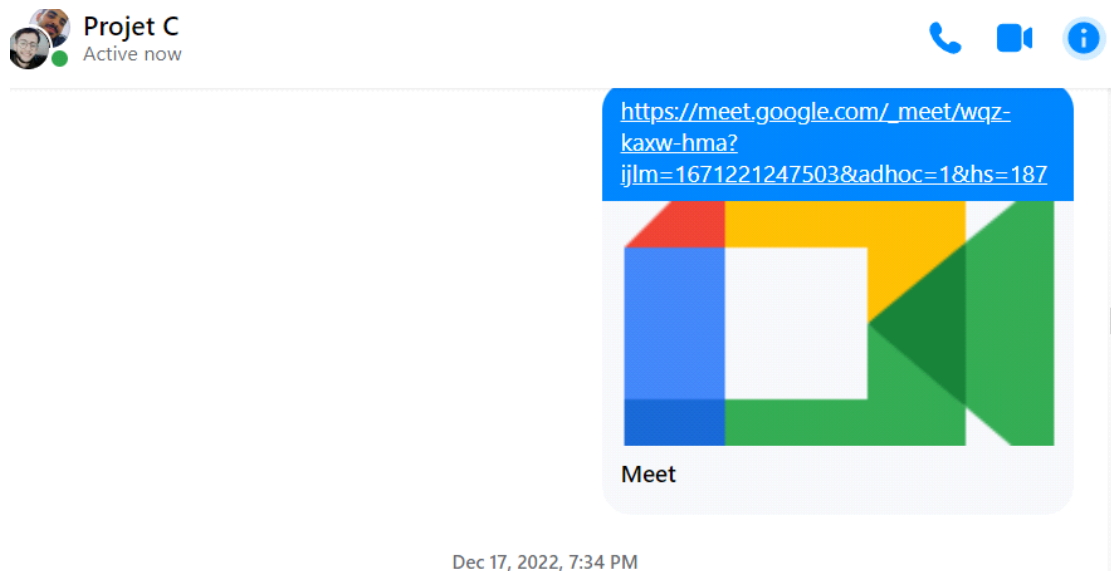 Projet C
Active now
https://meet.google.com/_meet/wqz-
kaxw-hma?
ijlm=1671221247503&adhoc=1&hs=187
Meet
Dec 17, 2022, 7:34 PM